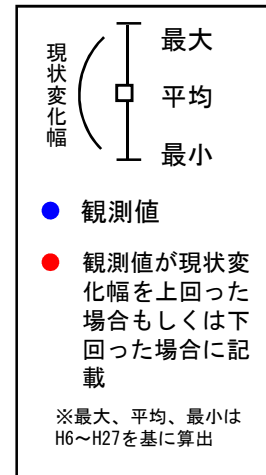 最大
現状変化幅
平均
最小
観測値
観測値が現状変
化幅を上回った
場合もしくは下
回った場合に記
載
※最大、平均、最小は
H6~H27を基に算出